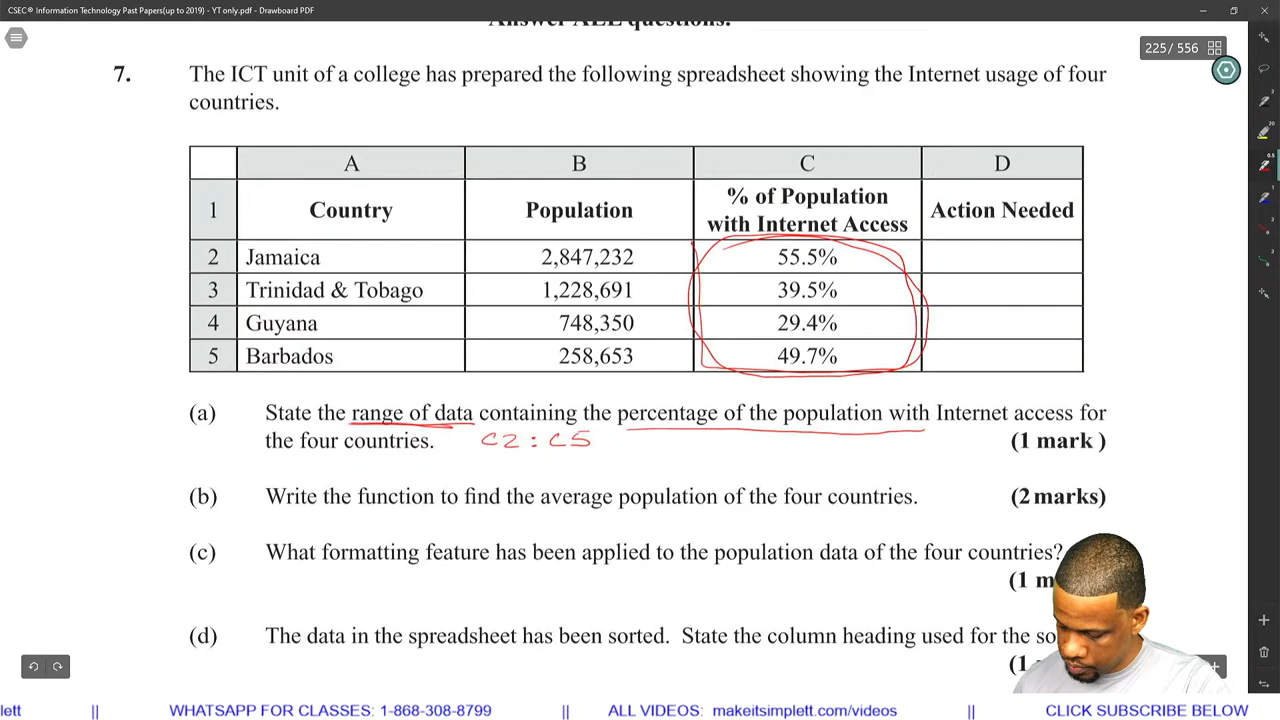 CSEC® Information Technology Past Papers(up to 2019) - YT only.pdf - Drawboard PDF
Answer ALL questions.
225 / 556
7. The ICT unit of a college has prepared the following spreadsheet showing the Internet usage of four
countries.
A B C D
1 Country Population % of Population with Internet Access Action Needed
2 Jamaica 2,847,232 55.5%
3 Trinidad & Tobago 1,228,691 39.5%
4 Guyana 748,350 29.4%
5 Barbados 258,653 49.7%
(a) State the range of data containing the percentage of the population with Internet access for
the four countries. C2 : C5 (1 mark )
(b) Write the function to find the average population of the four countries. (2 marks)
(c) What formatting feature has been applied to the population data of the four countries?
(1 m
(d) The data in the spreadsheet has been sorted. State the column heading used for the so
(1
lett || WHATSAPP FOR CLASSES: 1-868-308-8799 || ALL VIDEOS: makeitsimplett.com/videos || CLICK SUBSCRIBE BELOW